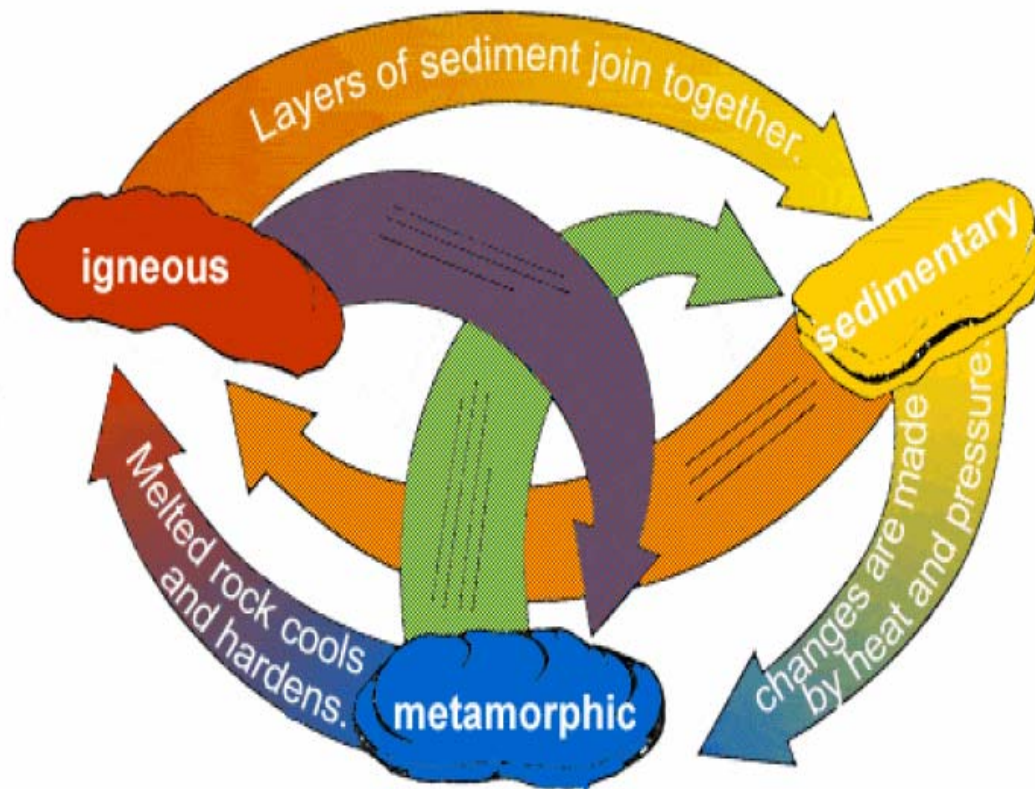 Layers of sediment join together.
igneous
sedimentary
Melted rock cools
and hardens.
changes are made
by heat and pressure.
metamorphic